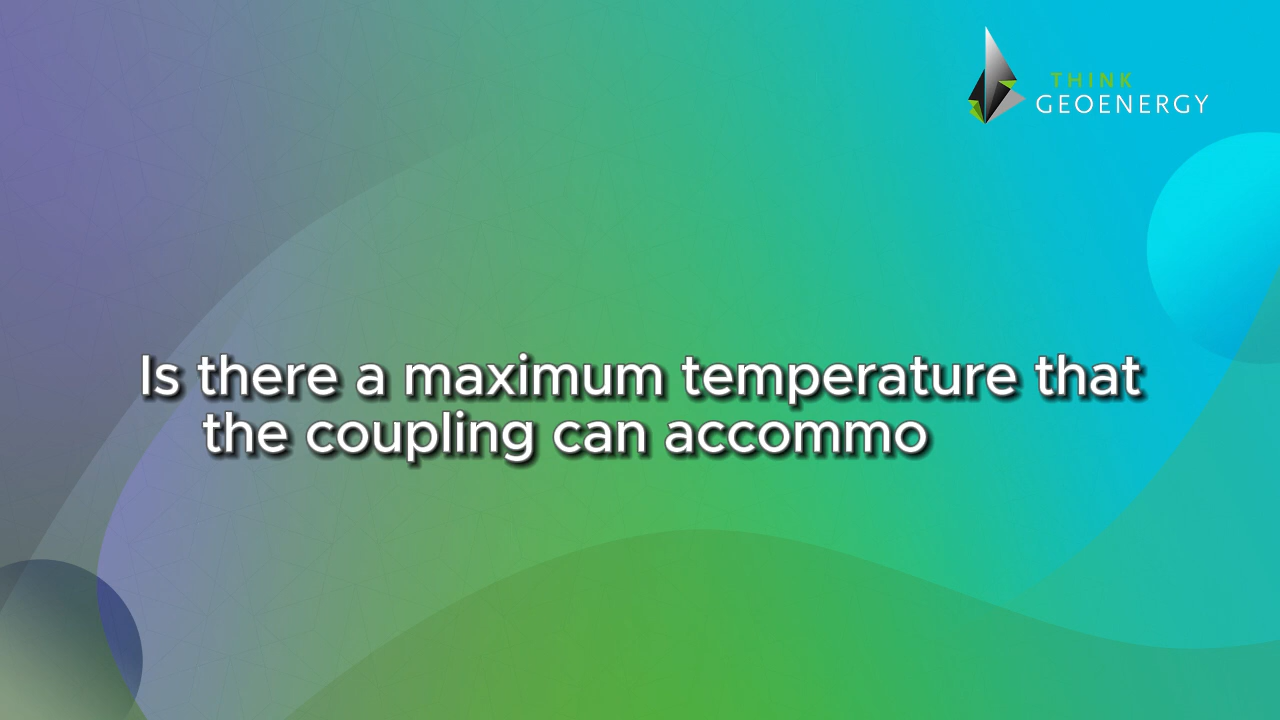 THINK
GEOENERGY
Is there a maximum temperature that
the coupling can accommo